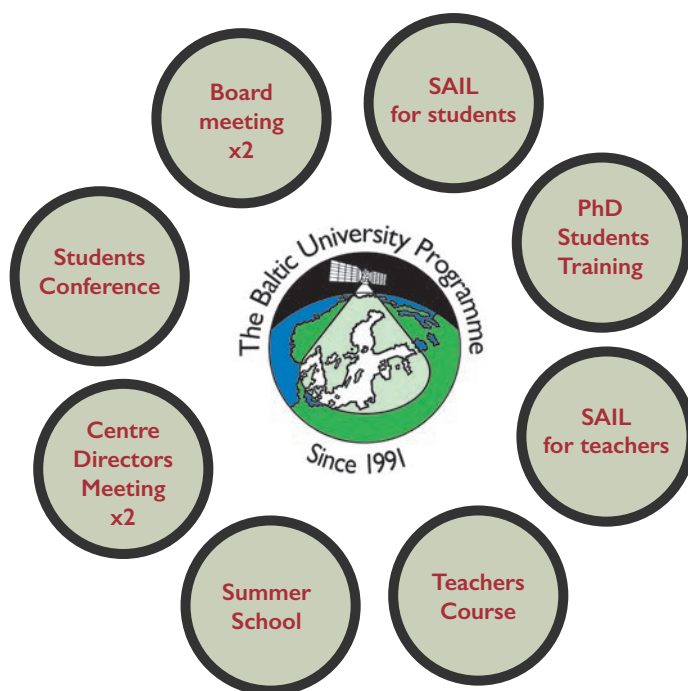 Board
meeting
x2
SAIL
for students
PhD
Students
Training
SAIL
for teachers
Teachers
Course
Summer
School
Centre
Directors
Meeting
x2
Students
Conference
The Baltic University Programme
Since 1991